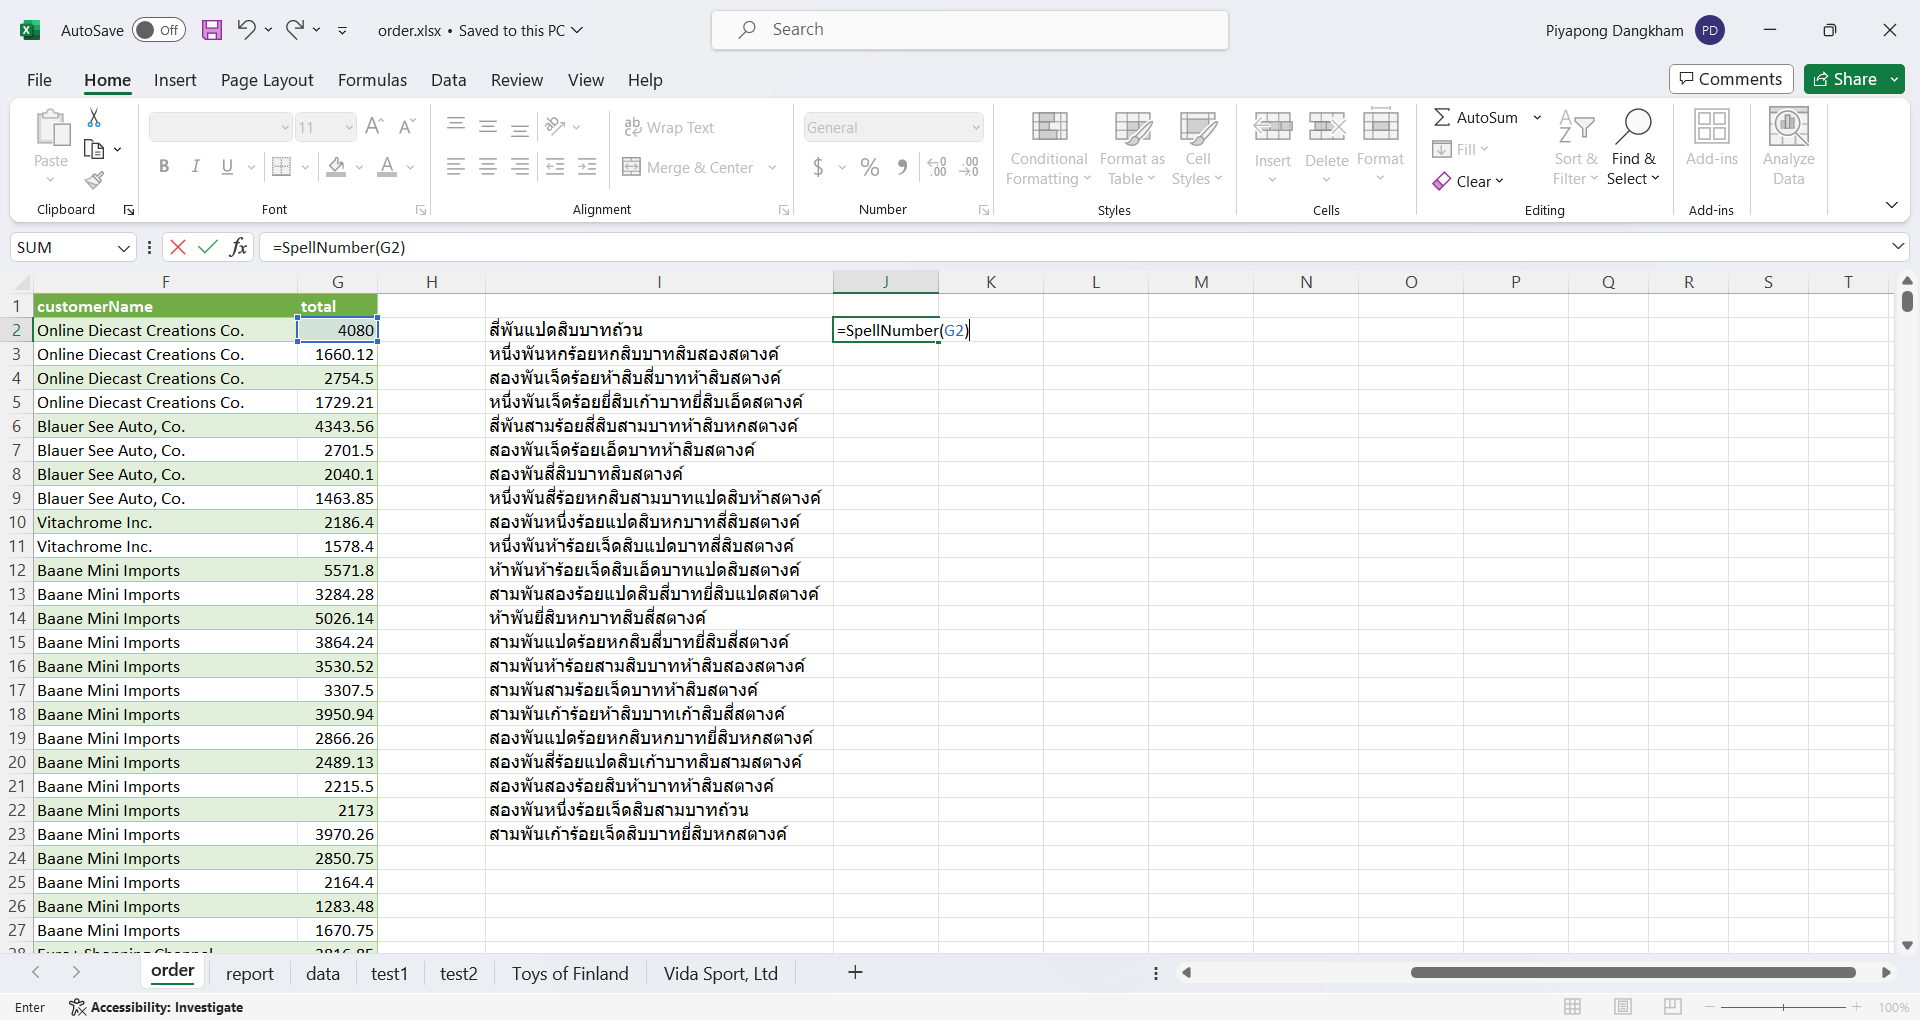 AutoSave Off order.xlsx • Saved to this PC Search Piyapong Dangkham PD
File Home Insert Page Layout Formulas Data Review View Help Comments Share
Paste
Clipboard
11
B I U A
Font
Wrap Text
Merge & Center
Alignment
General
$ %
Number
Conditional Formatting
Format as Table
Cell Styles
Styles
Insert Delete Format
Cells
AutoSum
Fill
Clear
Sort & Filter
Find & Select
Editing
Add-ins
Add-ins
Analyze Data
SUM fx =SpellNumber(G2)
F G H I J K L M N O P Q R S T
1 customerName total
2 Online Diecast Creations Co. 4080 สี่พันแปดสิบบาทถ้วน =SpellNumber(G2)
3 Online Diecast Creations Co. 1660.12 หนึ่งพันหกร้อยหกสิบบาทสิบสองสตางค์
4 Online Diecast Creations Co. 2754.5 สองพันเจ็ดร้อยห้าสิบสี่บาทห้าสิบสตางค์
5 Online Diecast Creations Co. 1729.21 หนึ่งพันเจ็ดร้อยยี่สิบเก้าบาทยี่สิบเอ็ดสตางค์
6 Blauer See Auto, Co. 4343.56 สี่พันสามร้อยสี่สิบสามบาทห้าสิบหกสตางค์
7 Blauer See Auto, Co. 2701.5 สองพันเจ็ดร้อยเอ็ดบาทห้าสิบสตางค์
8 Blauer See Auto, Co. 2040.1 สองพันสี่สิบบาทสิบสตางค์
9 Blauer See Auto, Co. 1463.85 หนึ่งพันสี่ร้อยหกสิบสามบาทแปดสิบห้าสตางค์
10 Vitachrome Inc. 2186.4 สองพันหนึ่งร้อยแปดสิบหกบาทสี่สิบสตางค์
11 Vitachrome Inc. 1578.4 หนึ่งพันห้าร้อยเจ็ดสิบแปดบาทสี่สิบสตางค์
12 Baane Mini Imports 5571.8 ห้าพันห้าร้อยเจ็ดสิบเอ็ดบาทแปดสิบสตางค์
13 Baane Mini Imports 3284.28 สามพันสองร้อยแปดสิบสี่บาทยี่สิบแปดสตางค์
14 Baane Mini Imports 5026.14 ห้าพันยี่สิบหกบาทสิบสี่สตางค์
15 Baane Mini Imports 3864.24 สามพันแปดร้อยหกสิบสี่บาทยี่สิบสี่สตางค์
16 Baane Mini Imports 3530.52 สามพันห้าร้อยสามสิบบาทห้าสิบสองสตางค์
17 Baane Mini Imports 3307.5 สามพันสามร้อยเจ็ดบาทห้าสิบสตางค์
18 Baane Mini Imports 3950.94 สามพันเก้าร้อยห้าสิบบาทเก้าสิบสี่สตางค์
19 Baane Mini Imports 2866.26 สองพันแปดร้อยหกสิบหกบาทยี่สิบหกสตางค์
20 Baane Mini Imports 2489.13 สองพันสี่ร้อยแปดสิบเก้าบาทสิบสามสตางค์
21 Baane Mini Imports 2215.5 สองพันสองร้อยสิบห้าบาทห้าสิบสตางค์
22 Baane Mini Imports 2173 สองพันหนึ่งร้อยเจ็ดสิบสามบาทถ้วน
23 Baane Mini Imports 3970.26 สามพันเก้าร้อยเจ็ดสิบบาทยี่สิบหกสตางค์
24 Baane Mini Imports 2850.75
25 Baane Mini Imports 2164.4
26 Baane Mini Imports 1283.48
27 Baane Mini Imports 1670.75
order report data test1 test2 Toys of Finland Vida Sport, Ltd
Enter Accessibility: Investigate 100%